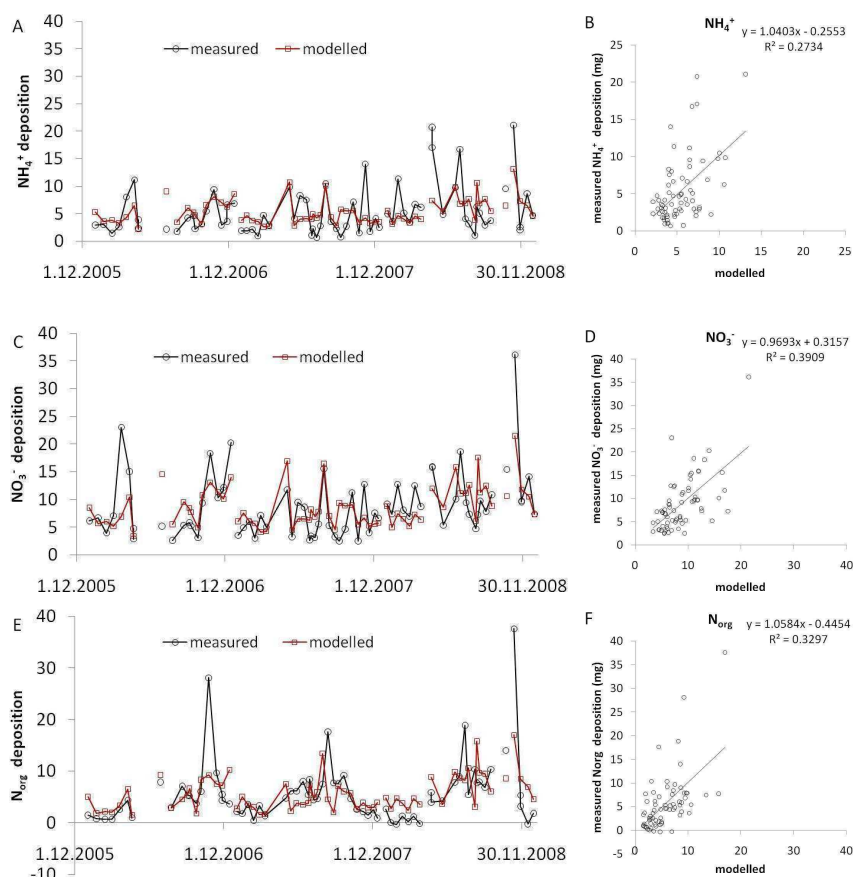 A
measured modelled
NH₄⁺ deposition
40
35
30
25
20
15
10
5
0
1.12.2005 1.12.2006 1.12.2007 30.11.2008
B
NH₄⁺
y = 1.0403x - 0.2553
R² = 0.2734
measured NH₄⁺ deposition (mg)
25
20
15
10
5
0
0 5 10 15 20 25
modelled
C
measured modelled
NO₃⁻ deposition
40
35
30
25
20
15
10
5
0
1.12.2005 1.12.2006 1.12.2007 30.11.2008
D
NO₃⁻
y = 0.9693x + 0.3157
R² = 0.3909
measured NO₃⁻ deposition (mg)
40
35
30
25
20
15
10
5
0
0 10 20 30 40
modelled
E
measured modelled
N org deposition
40
30
20
10
0
-10
1.12.2005 1.12.2006 1.12.2007 30.11.2008
F
N org
y = 1.0584x - 0.4454
R² = 0.3297
measured Norg deposition (mg)
40
35
30
25
20
15
10
5
0
-5
0 10 20 30 40
modelled